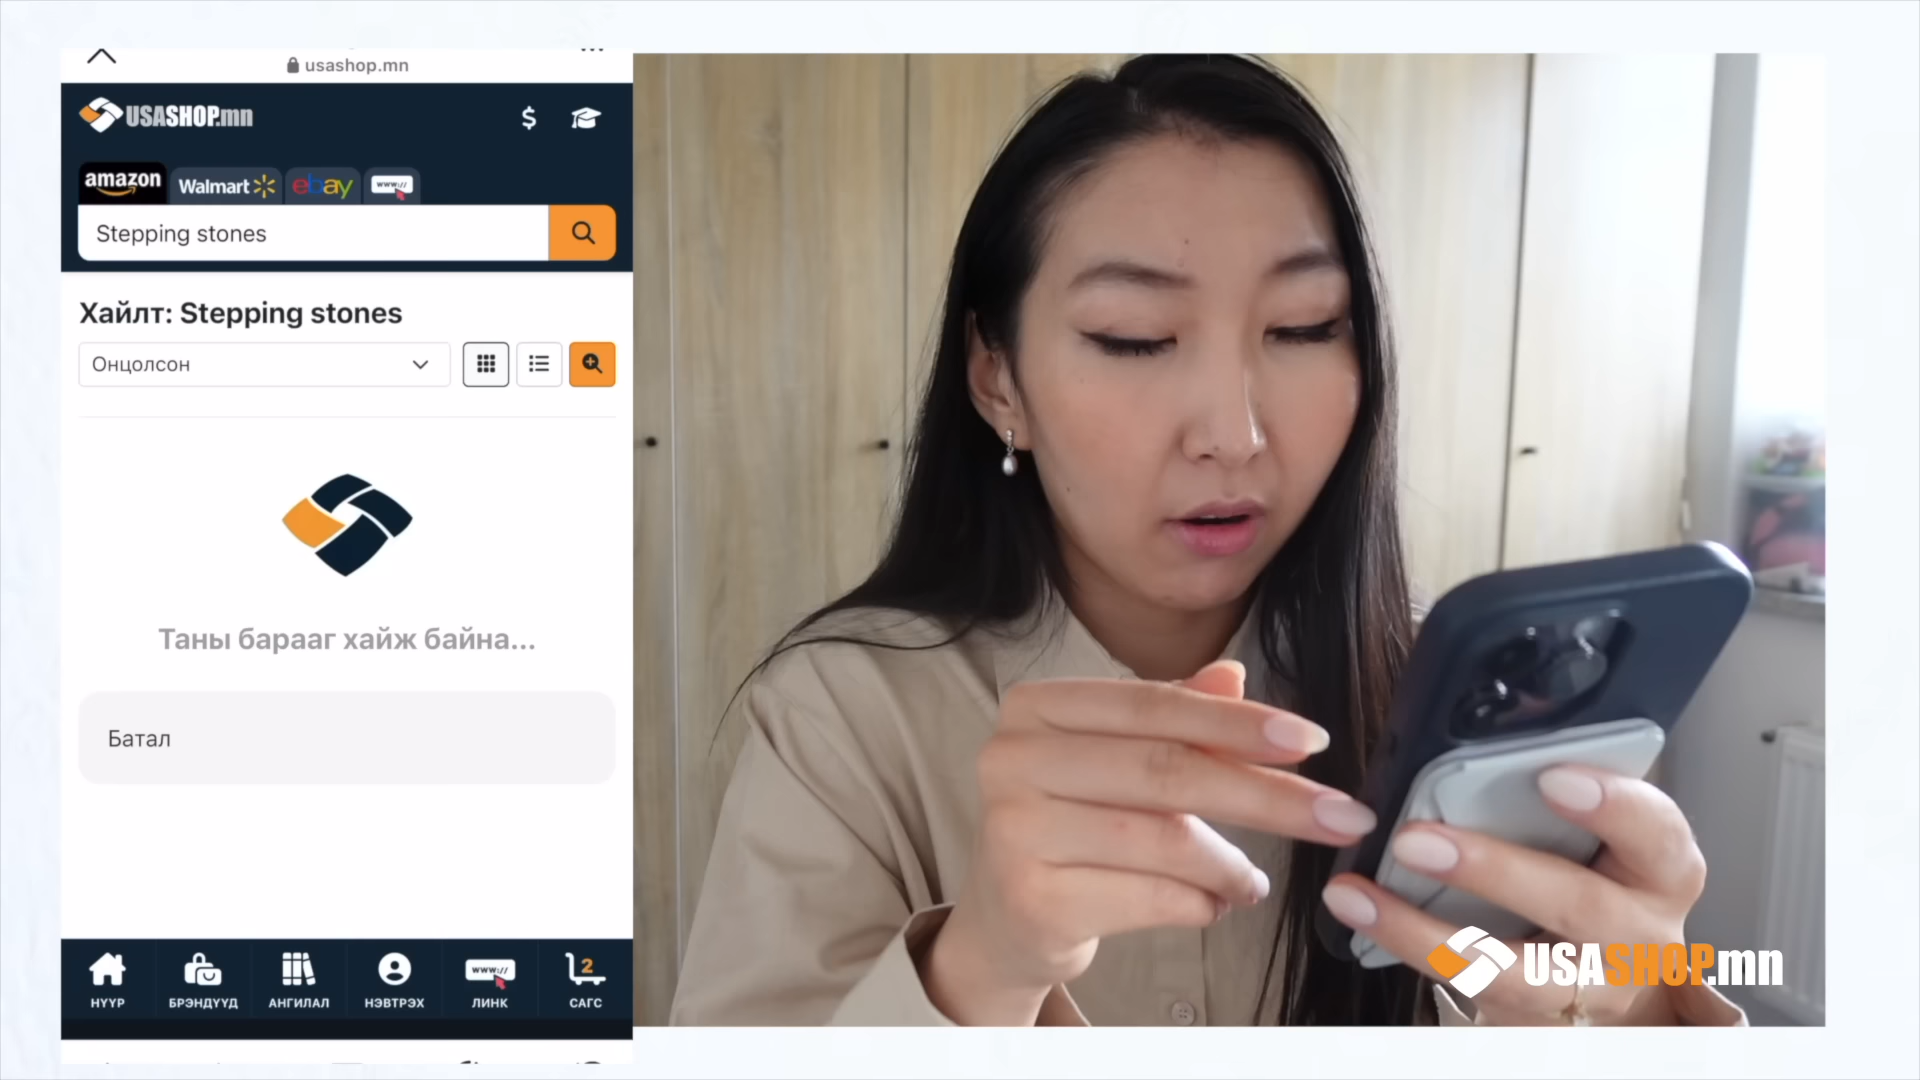 usashop.mn
USASHOP.mn
$
amazon
Walmart
ebay
www://
Stepping stones
Хайлт: Stepping stones
Онцолсон
Таны барааг хайж байна...
Батал
НҮҮР
БРЭНДҮҮД
АНГИЛАЛ
НЭВТРЭХ
www://
ЛИНК
2
САГС
USASHOP.mn